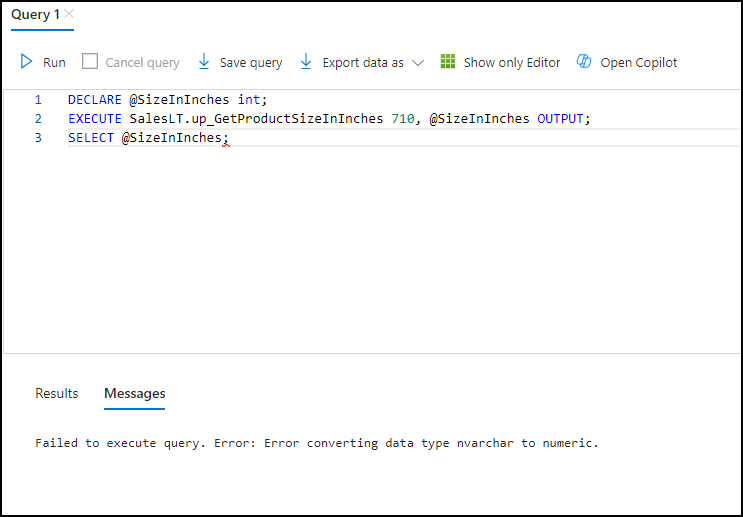 Query 1
Run Cancel query Save query Export data as Show only Editor Open Copilot
1 DECLARE @SizeInInches int;
2 EXECUTE SalesLT.up_GetProductSizeInInches 710, @SizeInInches OUTPUT;
3 SELECT @SizeInInches;
Results Messages
Failed to execute query. Error: Error converting data type nvarchar to numeric.